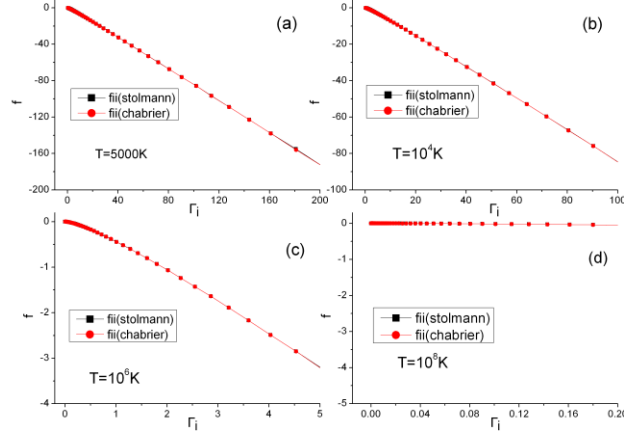 (a)
0
-40
-80
-120
-160
-200
f
fii(stolmann)
fii(chabrier)
T=5000K
0 40 80 120 160 200
Γi
(b)
0
-20
-40
-60
-80
-100
f
fii(stolmann)
fii(chabrier)
T=10⁴K
0 20 40 60 80 100
Γi
(c)
0
-1
-2
-3
-4
f
fii(stolmann)
fii(chabrier)
T=10⁶K
0 1 2 3 4 5
Γi
(d)
0
-1
-2
-3
-4
-5
f
fii(stolmann)
fii(chabrier)
T=10⁸K
0.00 0.04 0.08 0.12 0.16 0.20
Γi